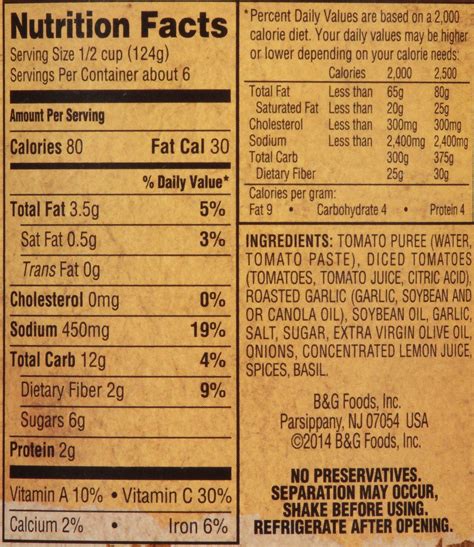 Nutrition Facts
Serving Size 1/2 cup (124g)
Servings Per Container about 6
Amount Per Serving
Calories 80 Fat Cal 30
% Daily Value*
Total Fat 3.5g 5%
Sat Fat 0.5g 3%
Trans Fat 0g
Cholesterol 0mg 0%
Sodium 450mg 19%
Total Carb 12g 4%
Dietary Fiber 2g 9%
Sugars 6g
Protein 2g
Vitamin A 10% • Vitamin C 30%
Calcium 2% • Iron 6%
*Percent Daily Values are based on a 2,000
calorie diet. Your daily values may be higher
or lower depending on your calorie needs:
Calories 2,000 2,500
Total Fat Less than 65g 80g
Saturated Fat Less than 20g 25g
Cholesterol Less than 300mg 300mg
Sodium Less than 2,400mg 2,400mg
Total Carb 300g 375g
Dietary Fiber 25g 30g
Calories per gram:
Fat 9 • Carbohydrate 4 • Protein 4
INGREDIENTS: TOMATO PUREE (WATER,
TOMATO PASTE), DICED TOMATOES
(TOMATOES, TOMATO JUICE, CITRIC ACID),
ROASTED GARLIC (GARLIC, SOYBEAN AND
OR CANOLA OIL), SOYBEAN OIL, GARLIC,
SALT, SUGAR, EXTRA VIRGIN OLIVE OIL,
ONIONS, CONCENTRATED LEMON JUICE,
SPICES, BASIL.
B&G Foods, Inc.
Parsippany, NJ 07054 USA
©2014 B&G Foods, Inc.
NO PRESERVATIVES.
SEPARATION MAY OCCUR,
SHAKE BEFORE USING.
REFRIGERATE AFTER OPENING.